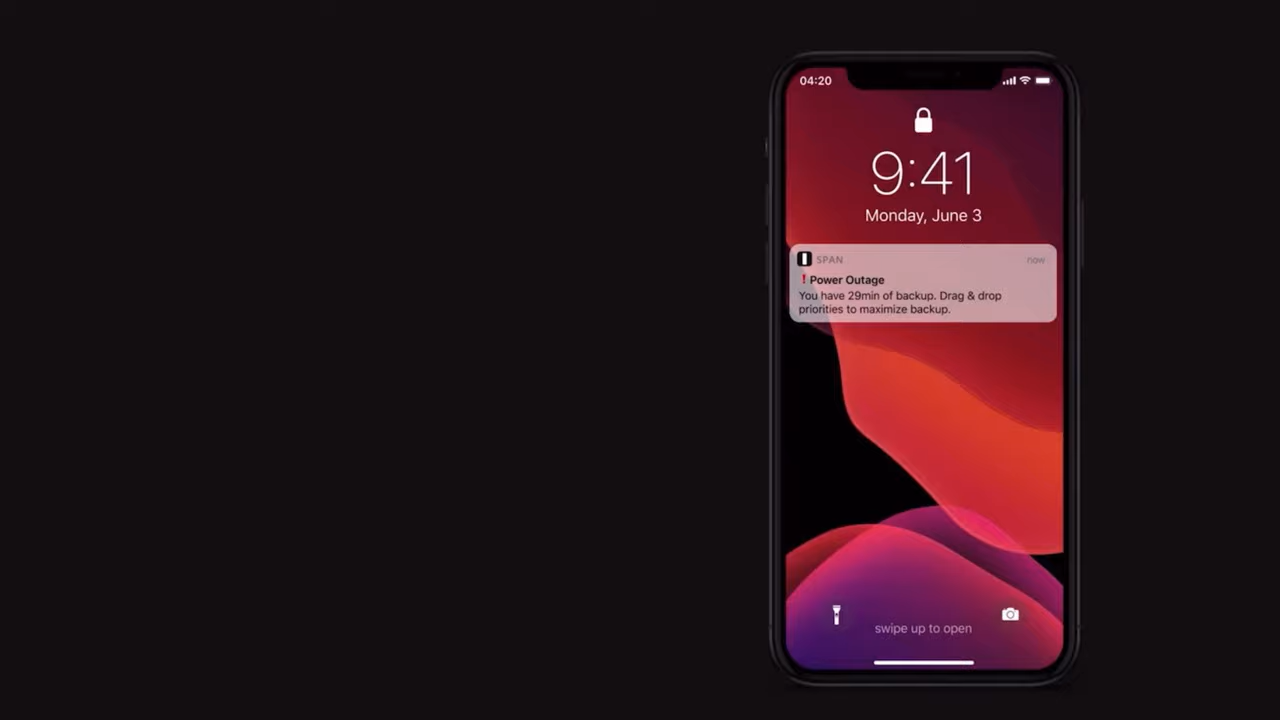 04:20
9:41
Monday, June 3
SPAN now
❗Power Outage
You have 29min of backup. Drag & drop
priorities to maximize backup.
swipe up to open